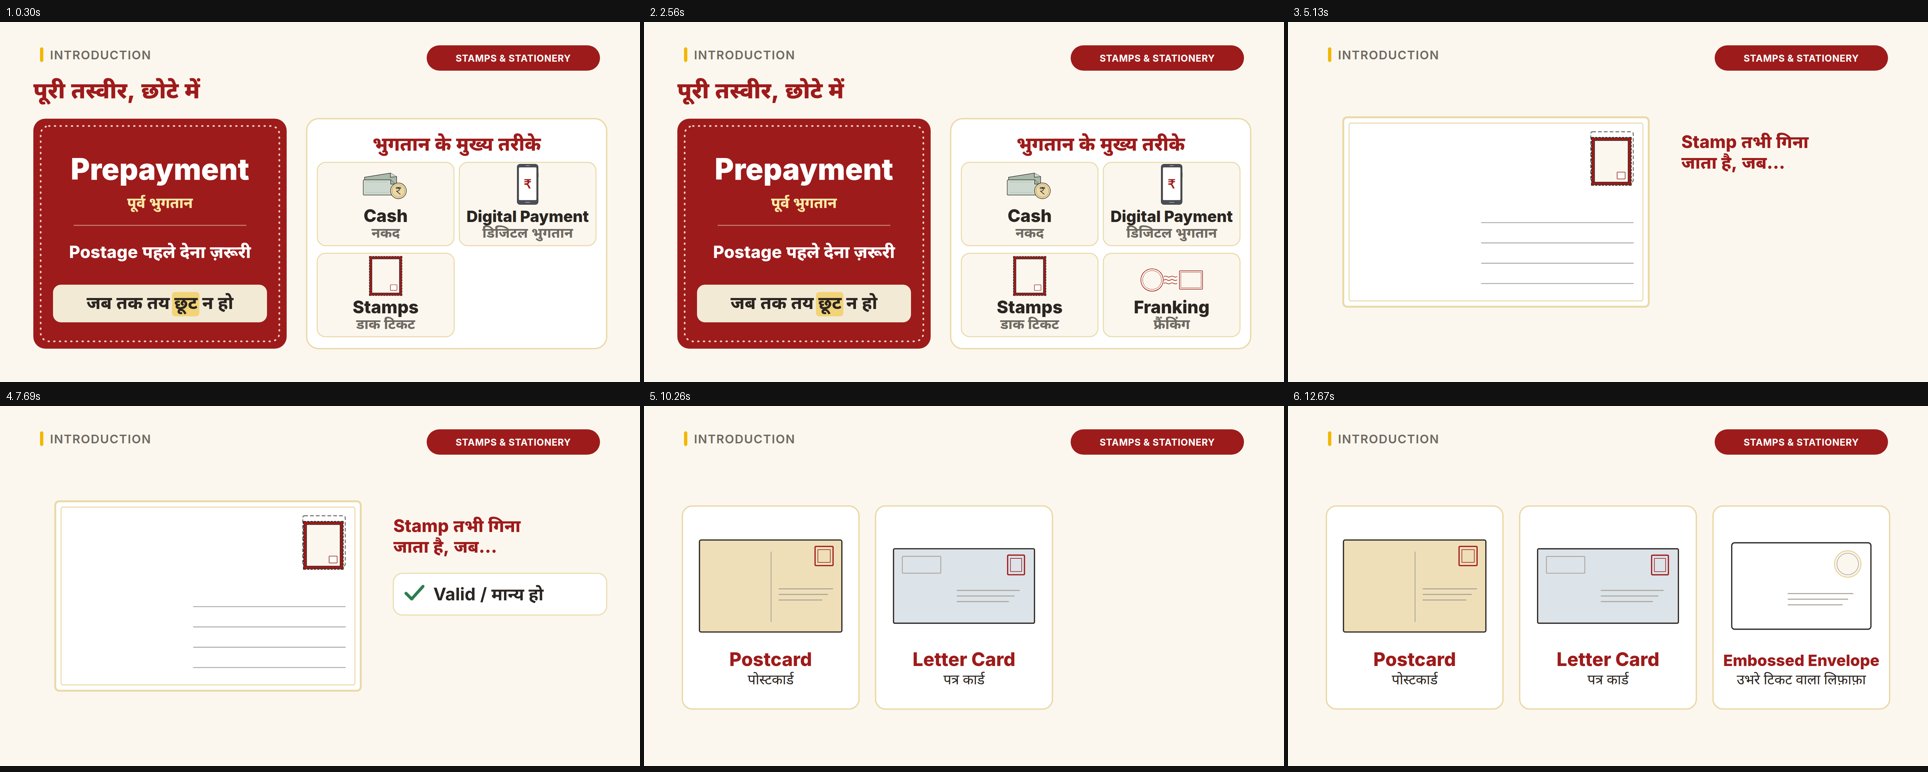 1. 0.30s
INTRODUCTION
STAMPS & STATIONERY
पूरी तस्वीर, छोटे में
Prepayment
पूर्व भुगतान
Postage पहले देना ज़रूरी
जब तक तय छूट न हो
भुगतान के मुख्य तरीके
₹
₹
Cash
नकद
Digital Payment
डिजिटल भुगतान
Stamps
डाक टिकट
2. 2.56s
INTRODUCTION
STAMPS & STATIONERY
पूरी तस्वीर, छोटे में
Prepayment
पूर्व भुगतान
Postage पहले देना ज़रूरी
जब तक तय छूट न हो
भुगतान के मुख्य तरीके
₹
₹
Cash
नकद
Digital Payment
डिजिटल भुगतान
Stamps
डाक टिकट
Franking
फ्रैंकिंग
3. 5.13s
INTRODUCTION
STAMPS & STATIONERY
Stamp तभी गिना
जाता है, जब...
4. 7.69s
INTRODUCTION
STAMPS & STATIONERY
Stamp तभी गिना
जाता है, जब...
Valid / मान्य हो
5. 10.26s
INTRODUCTION
STAMPS & STATIONERY
Postcard
पोस्टकार्ड
Letter Card
पत्र कार्ड
6. 12.67s
INTRODUCTION
STAMPS & STATIONERY
Postcard
पोस्टकार्ड
Letter Card
पत्र कार्ड
Embossed Envelope
उभरे टिकट वाला लिफ़ाफ़ा